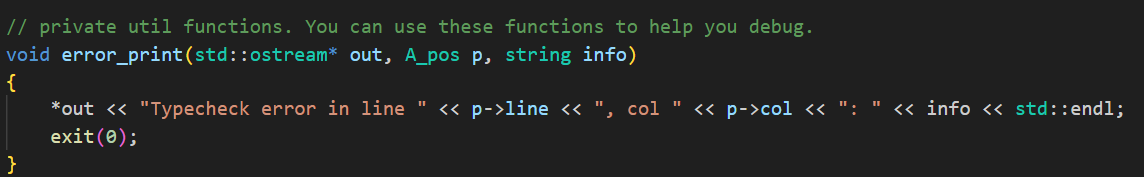 // private util functions. You can use these functions to help you debug.
void error_print(std::ostream* out, A_pos p, string info)
{
    *out << "Typecheck error in line " << p->line << ", col " << p->col << ": " << info << std::endl;
    exit(0);
}